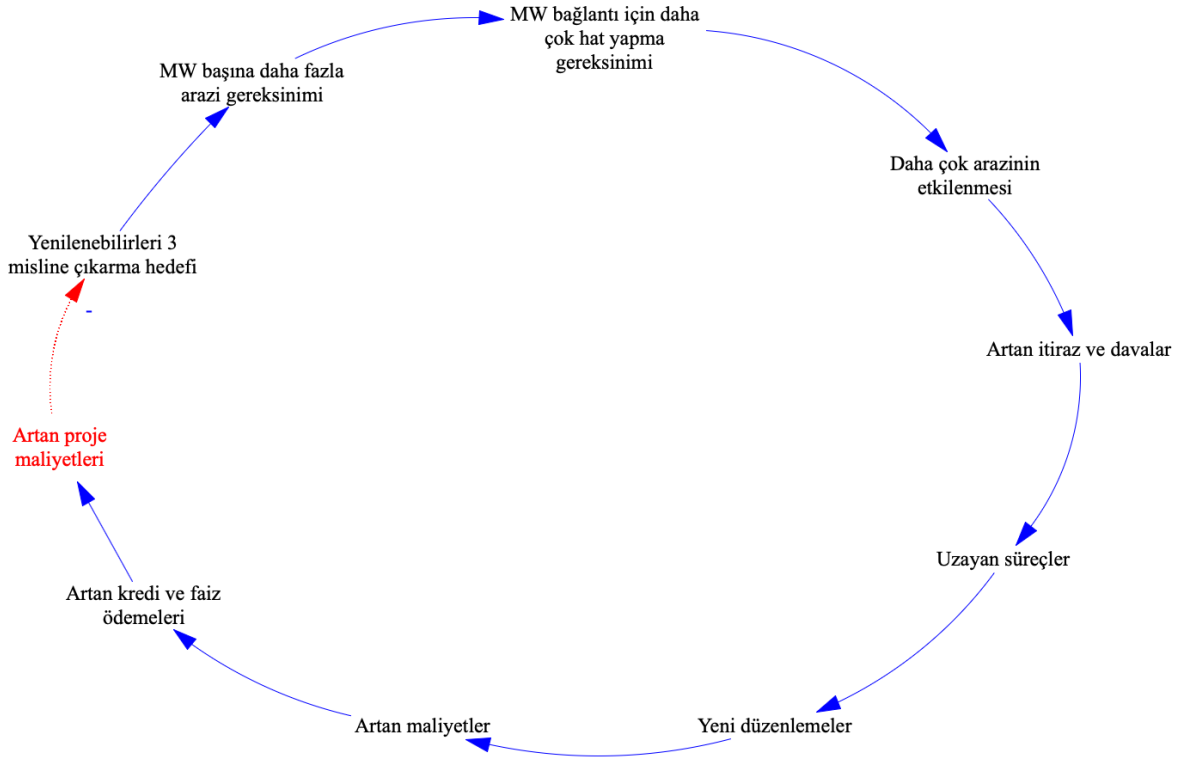 MW bağlantı için daha
çok hat yapma
gereksinimi
MW başına daha fazla
arazi gereksinimi
Daha çok arazinin
etkilenmesi
Yenilenebilirleri 3
misline çıkarma hedefi
-
Artan itiraz ve davalar
Artan proje
maliyetleri
Uzayan süreçler
Artan kredi ve faiz
ödemeleri
Artan maliyetler
Yeni düzenlemeler